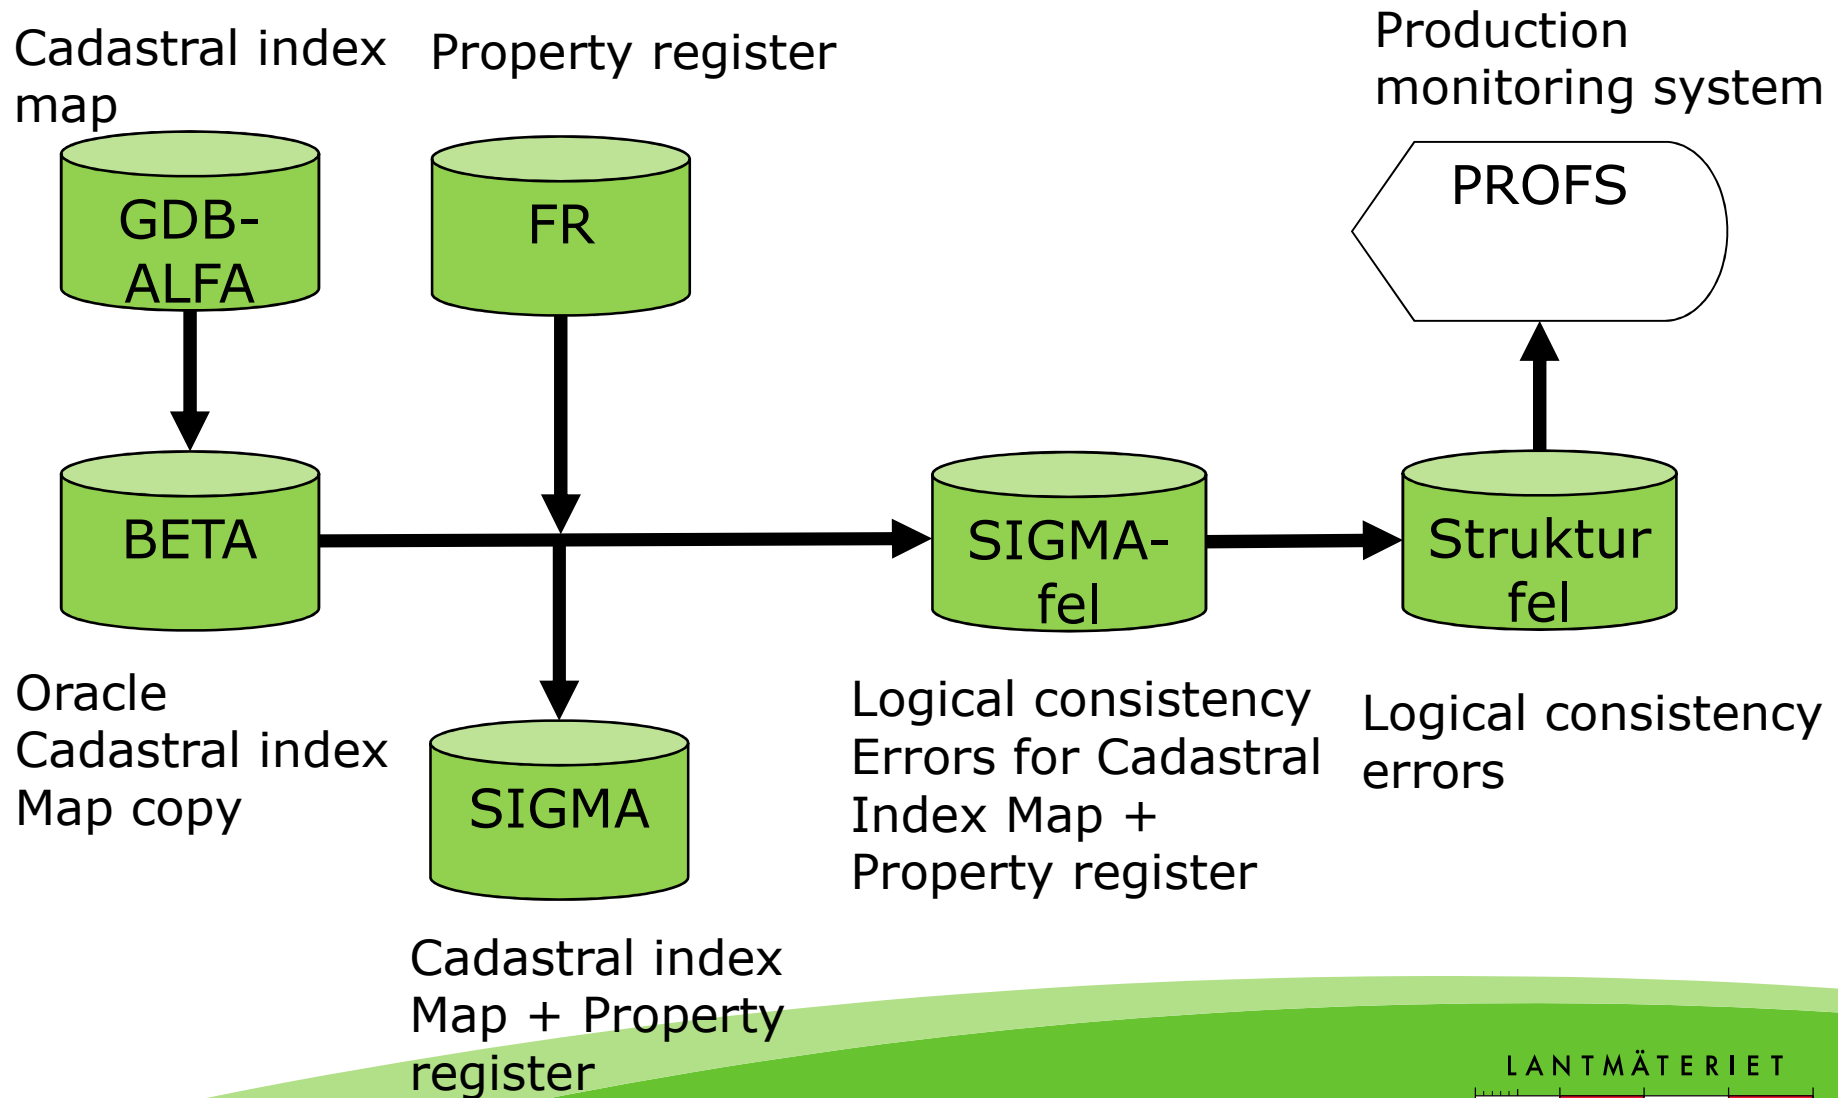 Cadastral index
map
Property register
Production
monitoring system
GDB-
ALFA
FR
PROFS
BETA
SIGMA-
fel
Struktur
fel
Oracle
Cadastral index
Map copy
SIGMA
Logical consistency
Errors for Cadastral
Index Map +
Property register
Logical consistency
errors
Cadastral index
Map + Property
register
LANTMÄTERIET